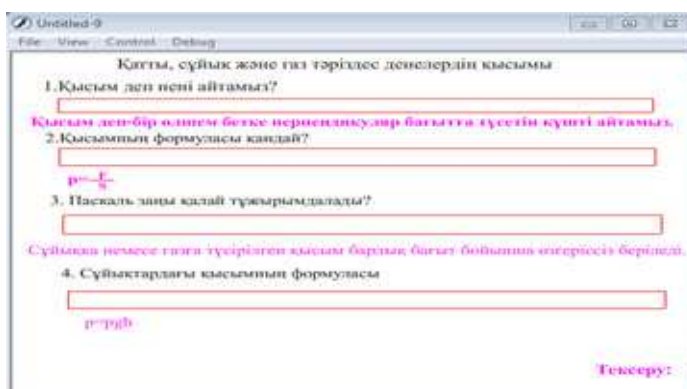 Untitled-9
File View Control Debug
Қатты, сұйық және газ тәріздес денелердің қысымы
1.Қысым деп нені айтамыз?
Қысым деп-бір өлшем бетке перпендикуляр бағытта түсетін күшті айтамыз.
2.Қысымның формуласы қандай?
p= F/S
3. Паскаль заңы қалай тұжырымдалады?
Сұйыққа немесе газға түсірілген қысым барлық бағыт бойынша өзгеріссіз беріледі.
4. Сұйықтардағы қысымның формуласы
p=pgh
Тексеру: